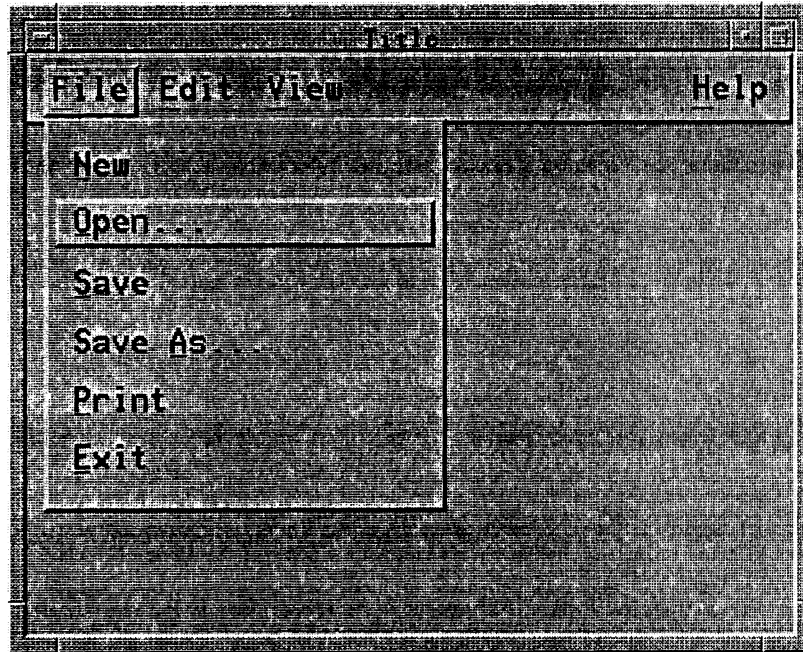 Title
File Edit View Help
New
Open...
Save
Save As...
Print
Exit